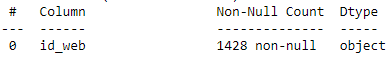 #   Column   Non-Null Count   Dtype
---  ------   --------------   -----
0   id_web   1428 non-null   object